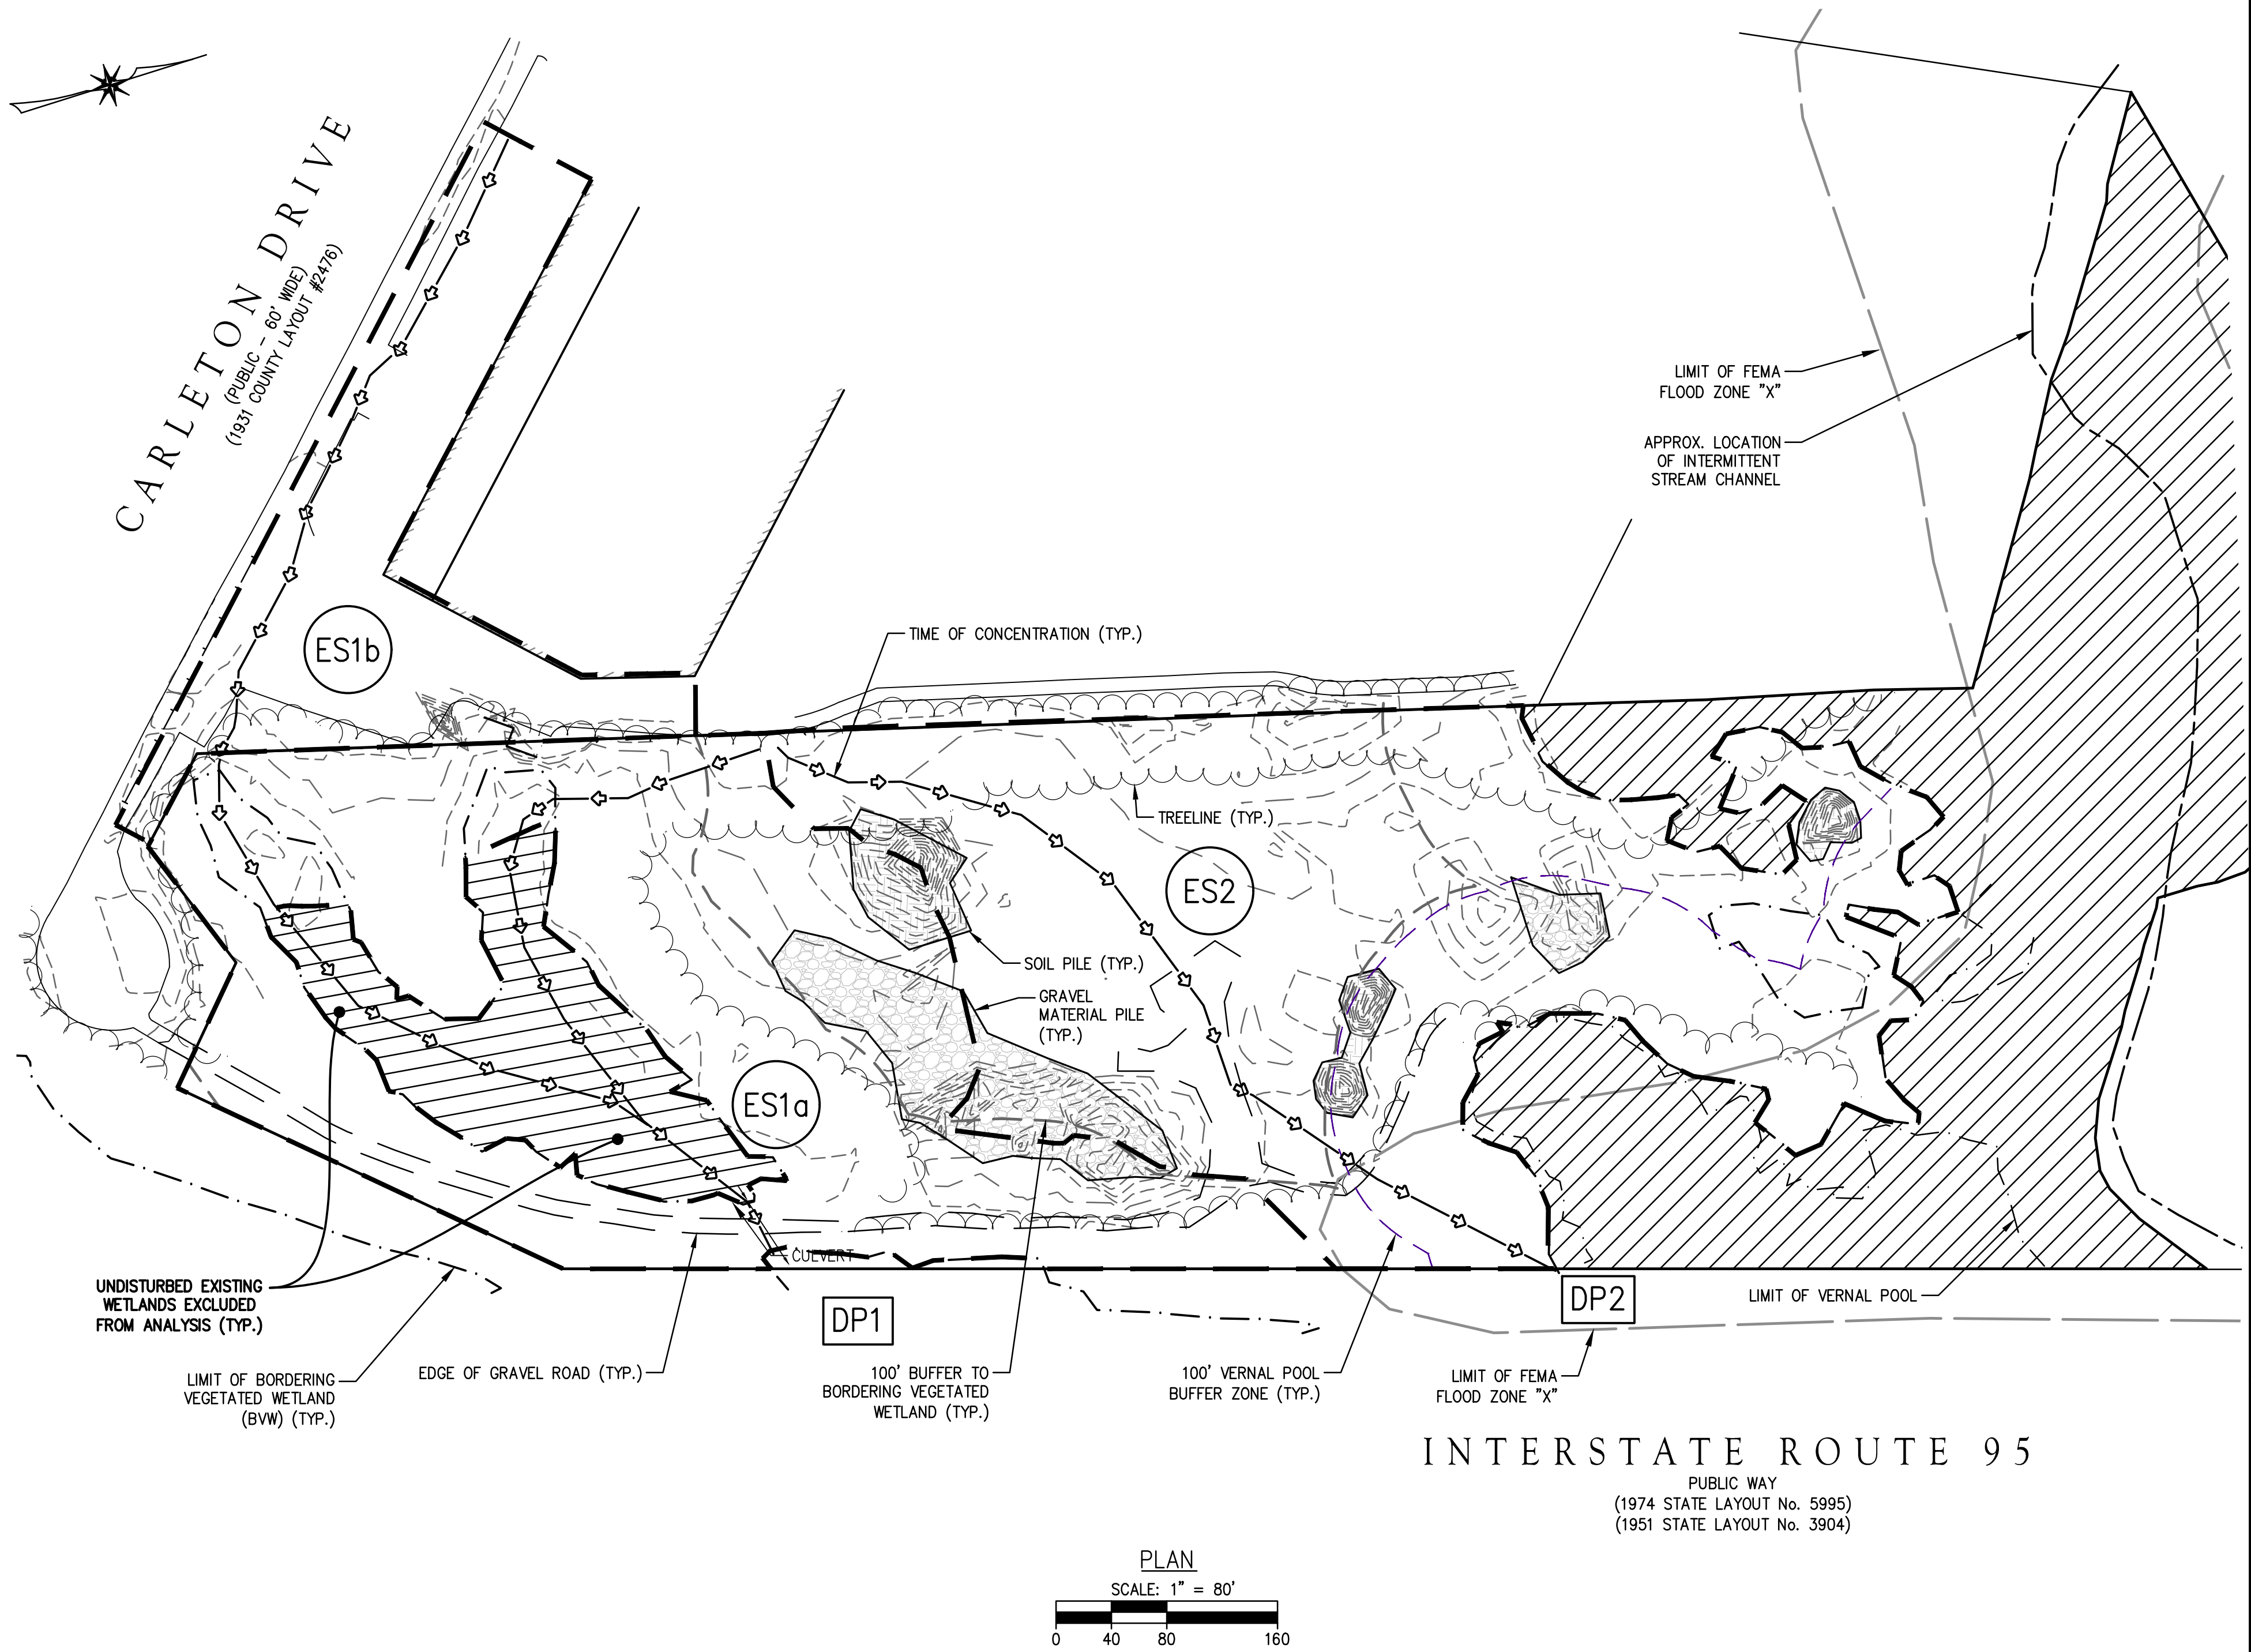 CARLETON DRIVE
(PUBLIC - 60' WIDE)
(1931 COUNTY LAYOUT #2476)
LIMIT OF FEMA
FLOOD ZONE "X"
APPROX. LOCATION
OF INTERMITTENT
STREAM CHANNEL
ES1b
TIME OF CONCENTRATION (TYP.)
TREELINE (TYP.)
ES2
SOIL PILE (TYP.)
GRAVEL
MATERIAL PILE
(TYP.)
ES1a
CULVERT
UNDISTURBED EXISTING
WETLANDS EXCLUDED
FROM ANALYSIS (TYP.)
DP1
DP2
LIMIT OF VERNAL POOL
LIMIT OF BORDERING
VEGETATED WETLAND
(BVW) (TYP.)
EDGE OF GRAVEL ROAD (TYP.)
100' BUFFER TO
BORDERING VEGETATED
WETLAND (TYP.)
100' VERNAL POOL
BUFFER ZONE (TYP.)
LIMIT OF FEMA
FLOOD ZONE "X"
INTERSTATE ROUTE 95
PUBLIC WAY
(1974 STATE LAYOUT No. 5995)
(1951 STATE LAYOUT No. 3904)
PLAN
SCALE: 1" = 80'
0 40 80 160